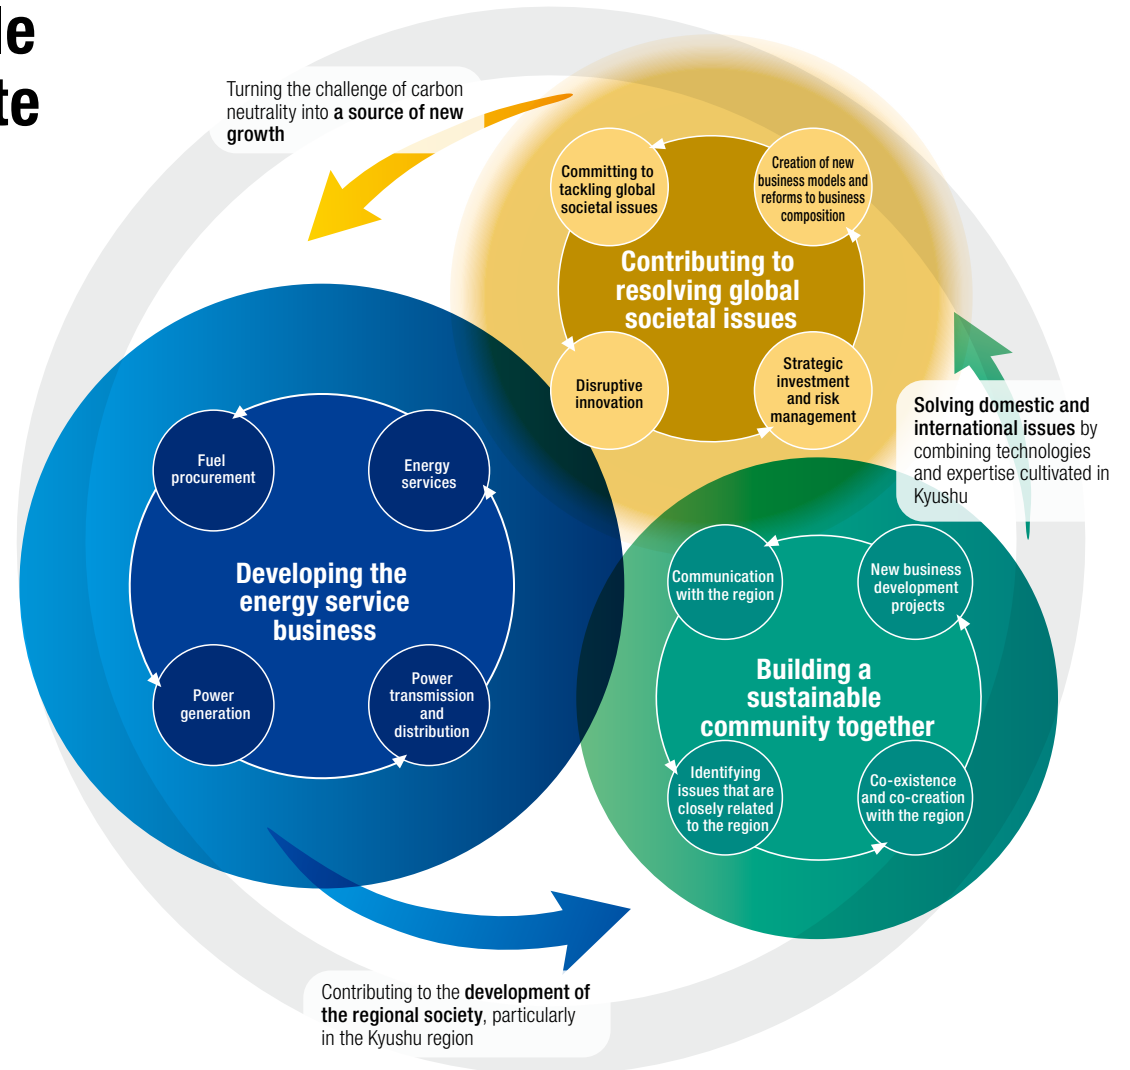 Turning the challenge of carbon
neutrality into a source of new
growth
Committing to
tackling global
societal issues
Creation of new
business models and
reforms to business
composition
Contributing to
resolving global
societal issues
Disruptive
innovation
Strategic
investment
and risk
management
Solving domestic and
international issues by
combining technologies
and expertise cultivated in
Kyushu
Fuel
procurement
Energy
services
Developing the
energy service
business
Power
generation
Power
transmission
and
distribution
Communication
with the region
New business
development
projects
Building a
sustainable
community together
Identifying
issues that are
closely related
to the region
Co-existence
and co-creation
with the region
Contributing to the development of
the regional society, particularly
in the Kyushu region